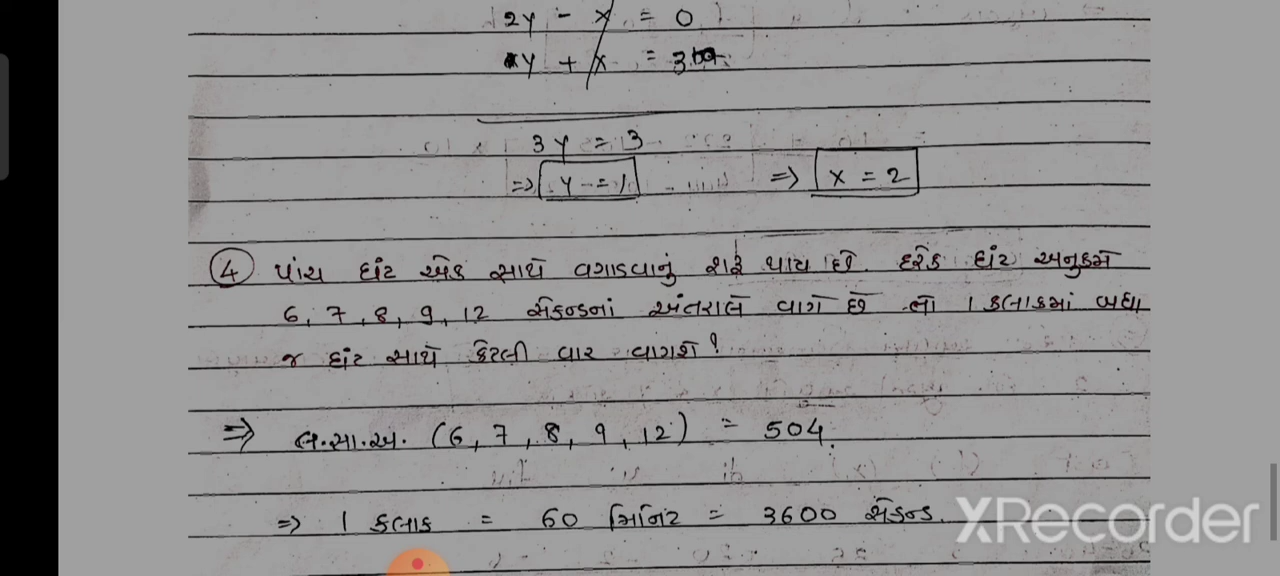 2y - x = 0
y + x = 3
3y = 3
⇒ y = 1 ⇒ x = 2
④ પાંચ ઘંટ એક સાથે વગાડવાનું શરૂ થાય છે. દરેક ઘંટ અનુક્રમે
6, 7, 8, 9, 12 સેકન્ડનાં અંતરાલે વાગે છે તો 1 કલાકમાં બધા
જ ઘંટ સાથે કેટલી વાર વાગશે?
⇒ લ.સા.અ. (6, 7, 8, 9, 12) = 504.
⇒ 1 કલાક = 60 મિનિટ = 3600 સેકન્ડ.
XRecorder